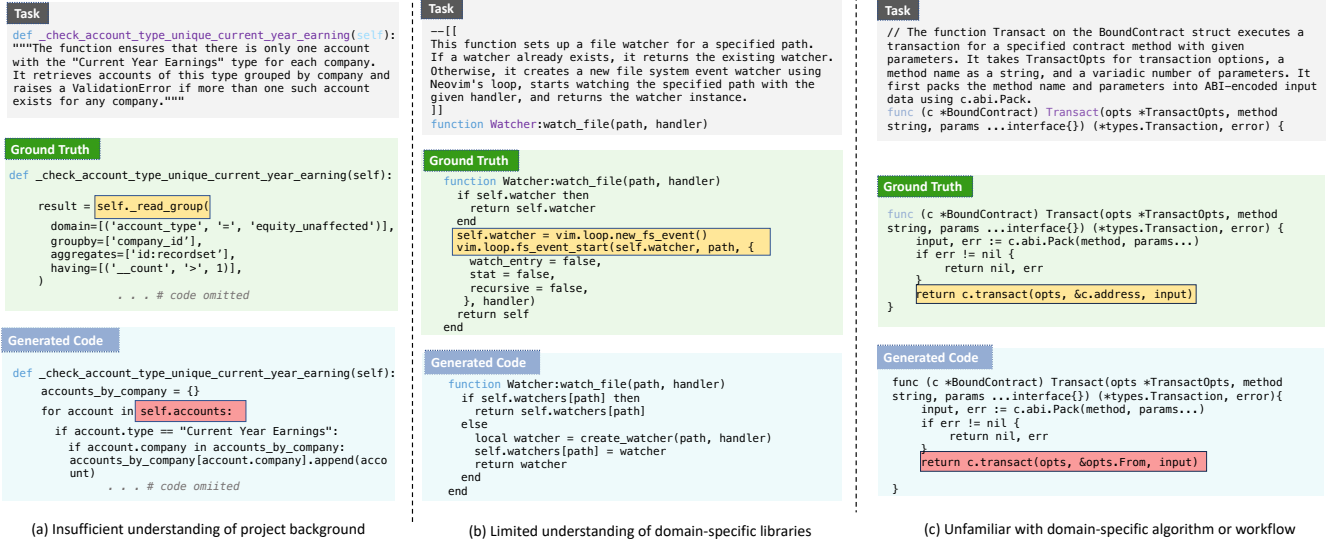 Task
def _check_account_type_unique_current_year_earning(self):
"""The function ensures that there is only one account
with the "Current Year Earnings" type for each company.
It retrieves accounts of this type grouped by company and
raises a ValidationError if more than one such account
exists for any company."""
Ground Truth
def _check_account_type_unique_current_year_earning(self):
result = self._read_group(
domain=[('account_type', '=', 'equity_unaffected')],
groupby=['company_id'],
aggregates=['id:recordset'],
having=[('__count', '>', 1)],
)
. . . # code omitted
Generated Code
def _check_account_type_unique_current_year_earning(self):
accounts_by_company = {}
for account in self.accounts:
if account.type == "Current Year Earnings":
if account.company in accounts_by_company:
accounts_by_company[account.company].append(acco
unt)
. . . # code omiited
(a) Insufficient understanding of project background
Task
--[[
This function sets up a file watcher for a specified path.
If a watcher already exists, it returns the existing watcher.
Otherwise, it creates a new file system event watcher using
Neovim's loop, starts watching the specified path with the
given handler, and returns the watcher instance.
]]
function Watcher:watch_file(path, handler)
Ground Truth
function Watcher:watch_file(path, handler)
if self.watcher then
return self.watcher
end
self.watcher = vim.loop.new_fs_event()
vim.loop.fs_event_start(self.watcher, path, {
watch_entry = false,
stat = false,
recursive = false,
}, handler)
return self
end
Generated Code
function Watcher:watch_file(path, handler)
if self.watchers[path] then
return self.watchers[path]
else
local watcher = create_watcher(path, handler)
self.watchers[path] = watcher
return watcher
end
end
(b) Limited understanding of domain-specific libraries
Task
// The function Transact on the BoundContract struct executes a
transaction for a specified contract method with given
parameters. It takes TransactOpts for transaction options, a
method name as a string, and a variadic number of parameters. It
first packs the method name and parameters into ABI-encoded input
data using c.abi.Pack.
func (c *BoundContract) Transact(opts *TransactOpts, method
string, params ...interface{}) (*types.Transaction, error) {
Ground Truth
func (c *BoundContract) Transact(opts *TransactOpts, method
string, params ...interface{}) (*types.Transaction, error) {
input, err := c.abi.Pack(method, params...)
if err != nil {
return nil, err
}
return c.transact(opts, &c.address, input)
}
Generated Code
func (c *BoundContract) Transact(opts *TransactOpts, method
string, params ...interface{}) (*types.Transaction, error){
input, err := c.abi.Pack(method, params...)
if err != nil {
return nil, err
}
return c.transact(opts, &opts.From, input)
}
(c) Unfamiliar with domain-specific algorithm or workflow